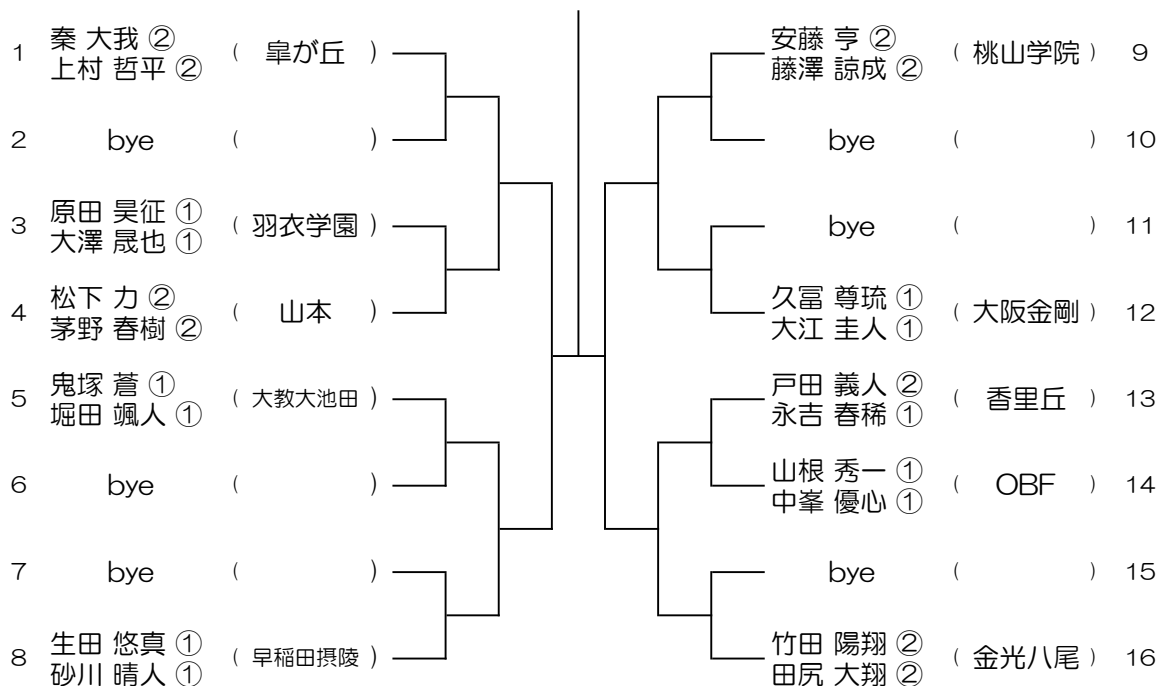 1 秦 大我 ② ( 皐が丘 )
上村 哲平 ②
2 bye ( )
3 原田 昊征 ① ( 羽衣学園 )
大澤 晟也 ①
4 松下 力 ② ( 山本 )
茅野 春樹 ②
5 鬼塚 蒼 ① ( 大教大池田 )
堀田 颯人 ①
6 bye ( )
7 bye ( )
8 生田 悠真 ① ( 早稲田摂陵 )
砂川 晴人 ①
安藤 亨 ② ( 桃山学院 ) 9
藤澤 諒成 ②
bye ( ) 10
bye ( ) 11
久冨 尊琉 ① ( 大阪金剛 ) 12
大江 圭人 ①
戸田 義人 ② ( 香里丘 ) 13
永吉 春稀 ①
山根 秀一 ① ( OBF ) 14
中峯 優心 ①
bye ( ) 15
竹田 陽翔 ② ( 金光八尾 ) 16
田尻 大翔 ②